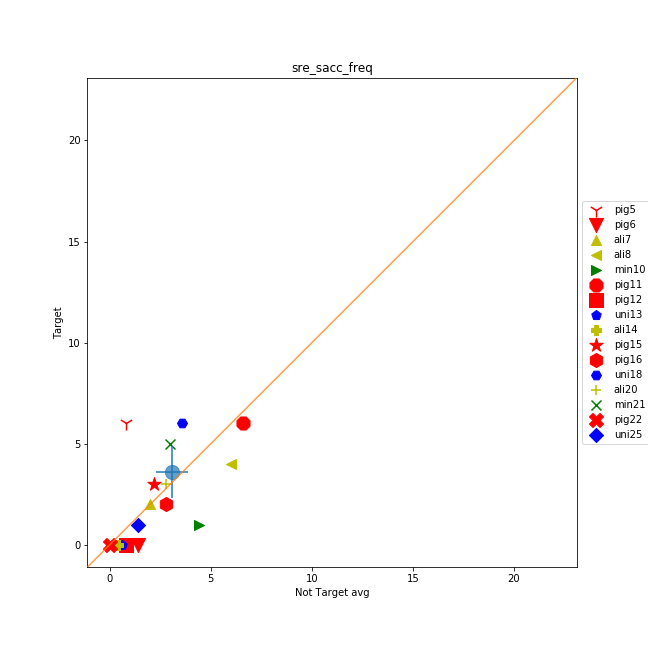 sre_sacc_freq
Target
20
15
10
5
0
0
5
10
15
20
Not Target avg
pig5
pig6
ali7
ali8
min10
pig11
pig12
uni13
ali14
pig15
pig16
uni18
ali20
min21
pig22
uni25